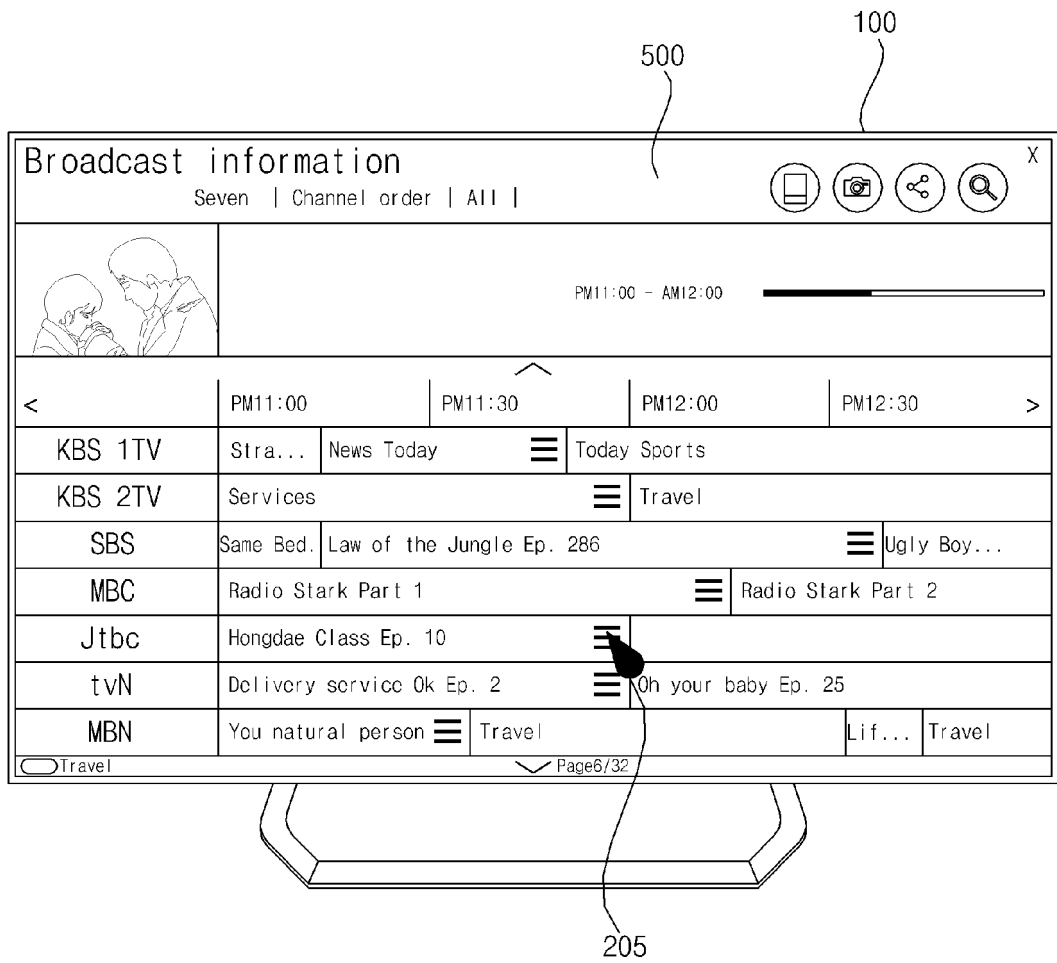 100
500
Broadcast information X
Seven | Channel order | All |
PM11:00 - AM12:00
< PM11:00 PM11:30 PM12:00 PM12:30 >
KBS 1TV Stra... News Today Today Sports
KBS 2TV Services Travel
SBS Same Bed. Law of the Jungle Ep. 286 Ugly Boy...
MBC Radio Stark Part 1 Radio Stark Part 2
Jtbc Hongdae Class Ep. 10
tvN Delivery service Ok Ep. 2 Oh your baby Ep. 25
MBN You natural person Travel Lif... Travel
Travel Page6/32
205